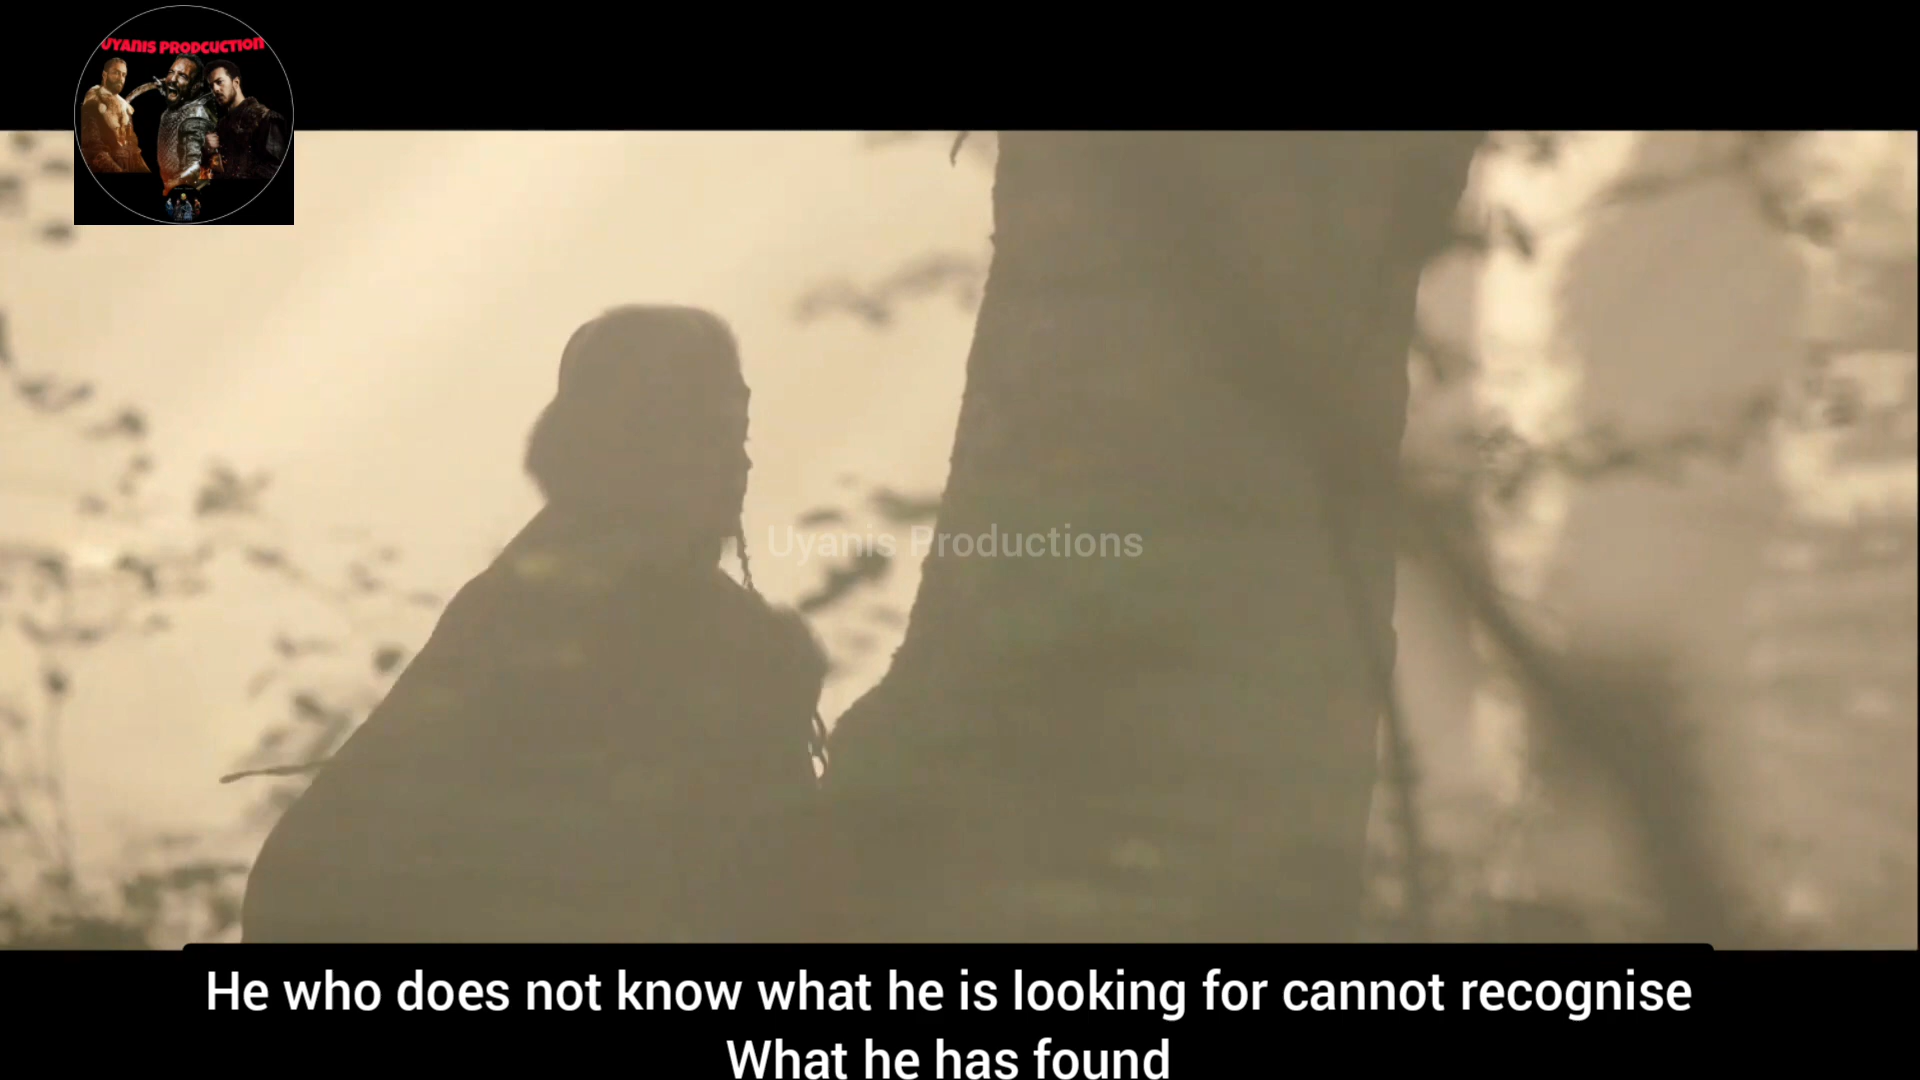 UYANIS PRODCUCTION
Uyanis Productions
He who does not know what he is looking for cannot recognise
What he has found